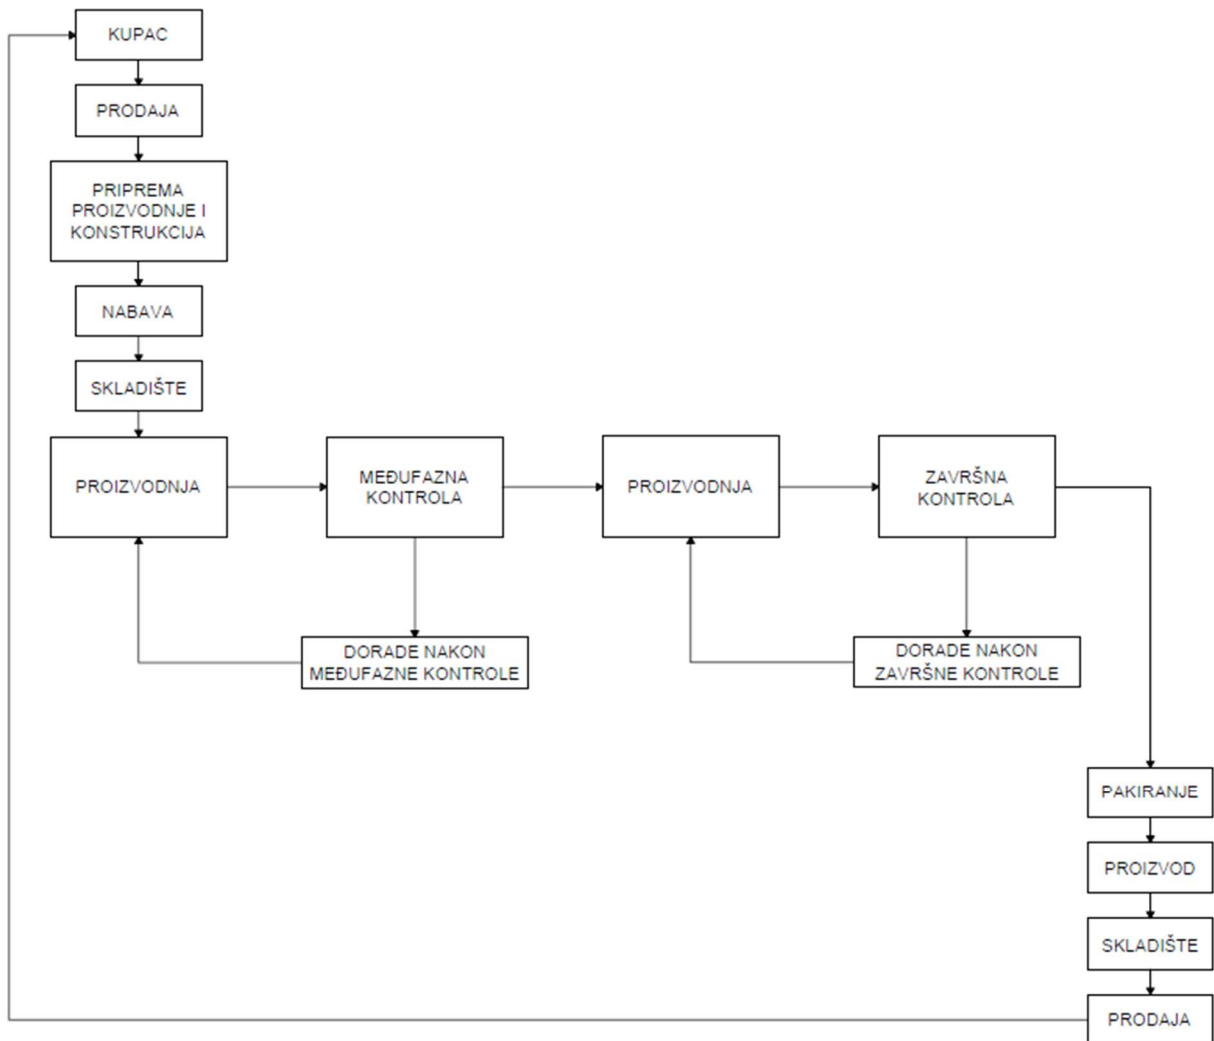 KUPAC
PRODAJA
PRIPREMA
PROIZVODNJE I
KONSTRUKCIJA
NABAVA
SKLADIŠTE
PROIZVODNJA
MEĐUFAZNA
KONTROLA
PROIZVODNJA
ZAVRŠNA
KONTROLA
DORADE NAKON
MEĐUFAZNE KONTROLE
DORADE NAKON
ZAVRŠNE KONTROLE
PAKIRANJE
PROIZVOD
SKLADIŠTE
PRODAJA